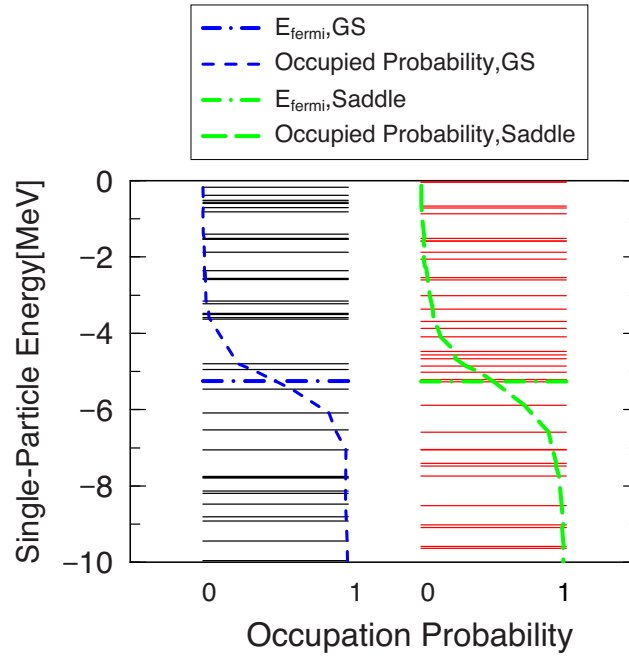 E_fermi,GS
Occupied Probability,GS
E_fermi,Saddle
Occupied Probability,Saddle
Single-Particle Energy[MeV]
0
−2
−4
−6
−8
−10
0 1 0 1
Occupation Probability